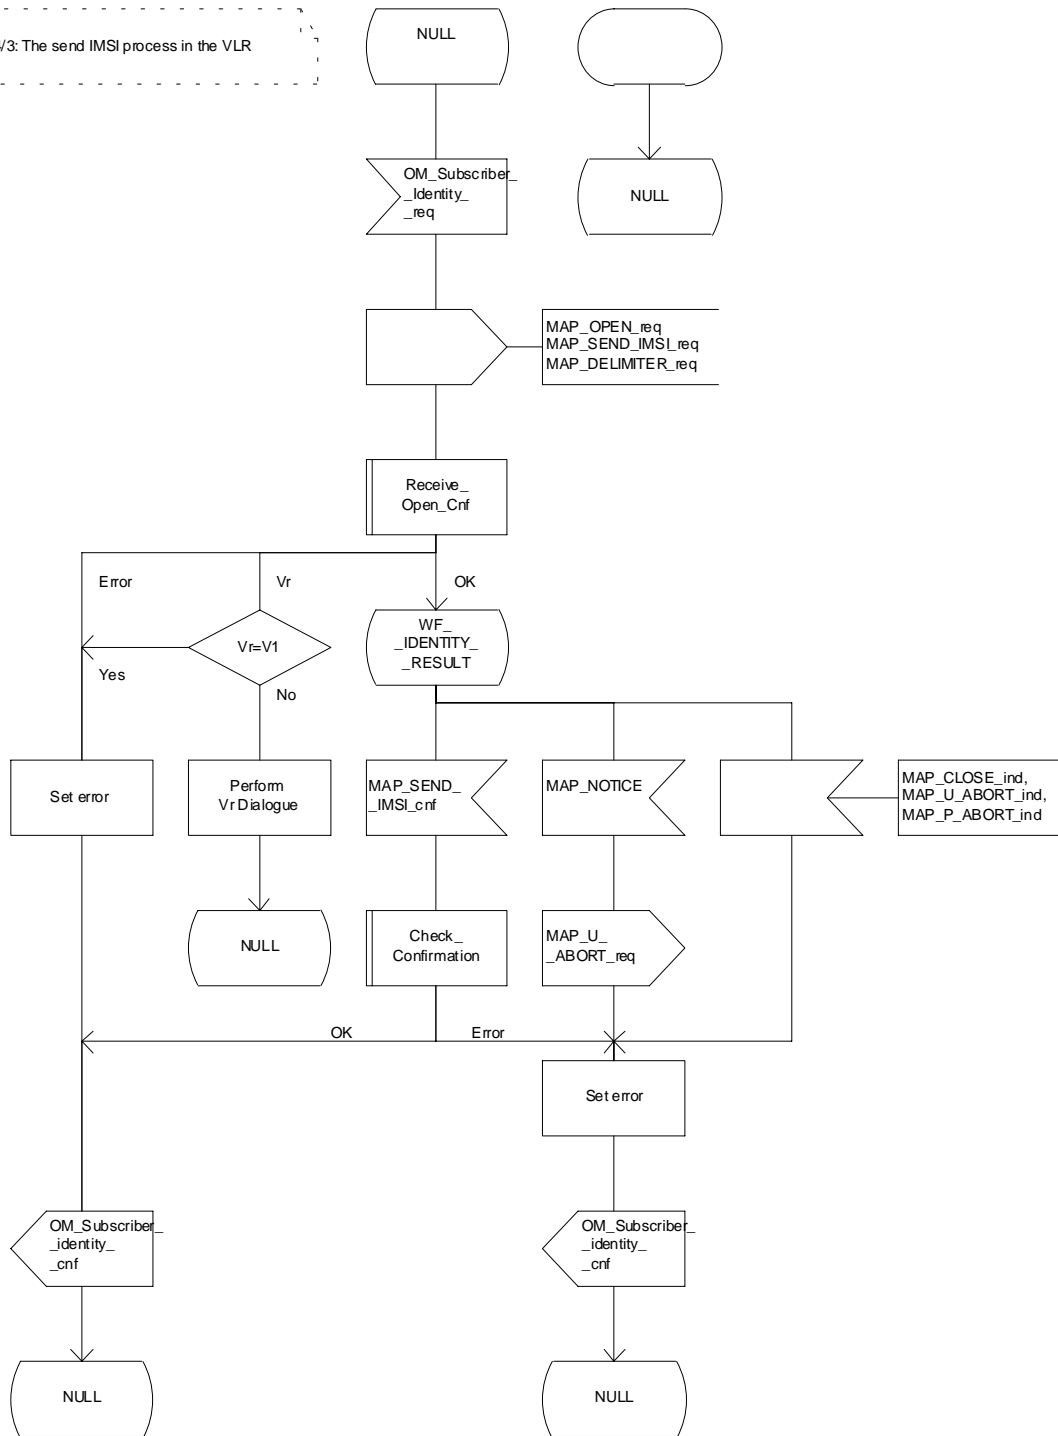 /3: The send IMSI process in the VLR
NULL
OM_Subscriber_
_Identity_
_req
NULL
MAP_OPEN_req
MAP_SEND_IMSI_req
MAP_DELIMITER_req
Receive_
Open_Cnf
Error
Vr
OK
Vr=V1
WF_
_IDENTITY_
_RESULT
Yes
No
Set error
Perform
Vr Dialogue
MAP_SEND_
_IMSI_cnf
MAP_NOTICE
MAP_CLOSE_ind,
MAP_U_ABORT_ind,
MAP_P_ABORT_ind
NULL
Check_
Confirmation
MAP_U_
_ABORT_req
OK
Error
Set error
OM_Subscriber_
_identity_
_cnf
OM_Subscriber_
_identity_
_cnf
NULL
NULL